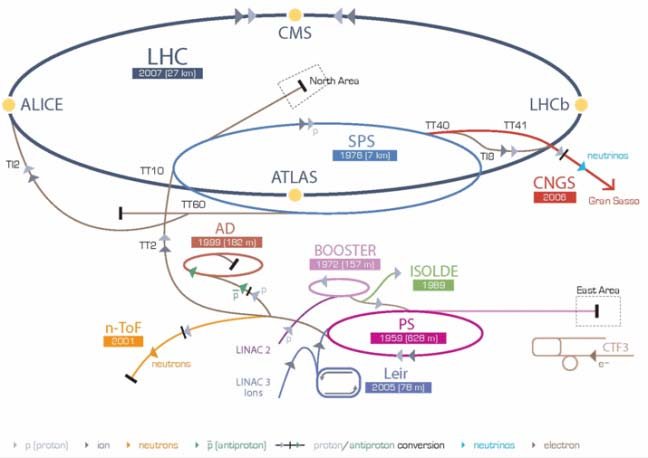 CMS
LHC
2007 (27 km)
North Area
ALICE
LHCb
TT40
TT41
SPS
1976 (7 km)
TI8
TI2
TT10
ATLAS
neutrinos
CNGS
2006
Gran Sasso
TT60
AD
1999 (182 m)
TT2
BOOSTER
1972 (157 m)
ISOLDE
1989
East Area
p
p
p̄
n-ToF
2001
neutrons
LINAC 2
p
PS
1959 (628 m)
CTF3
e-
LINAC 3
Ions
Leir
2005 (78 m)
p (proton) ion neutrons p̄ (antiproton) proton/antiproton conversion neutrinos electron